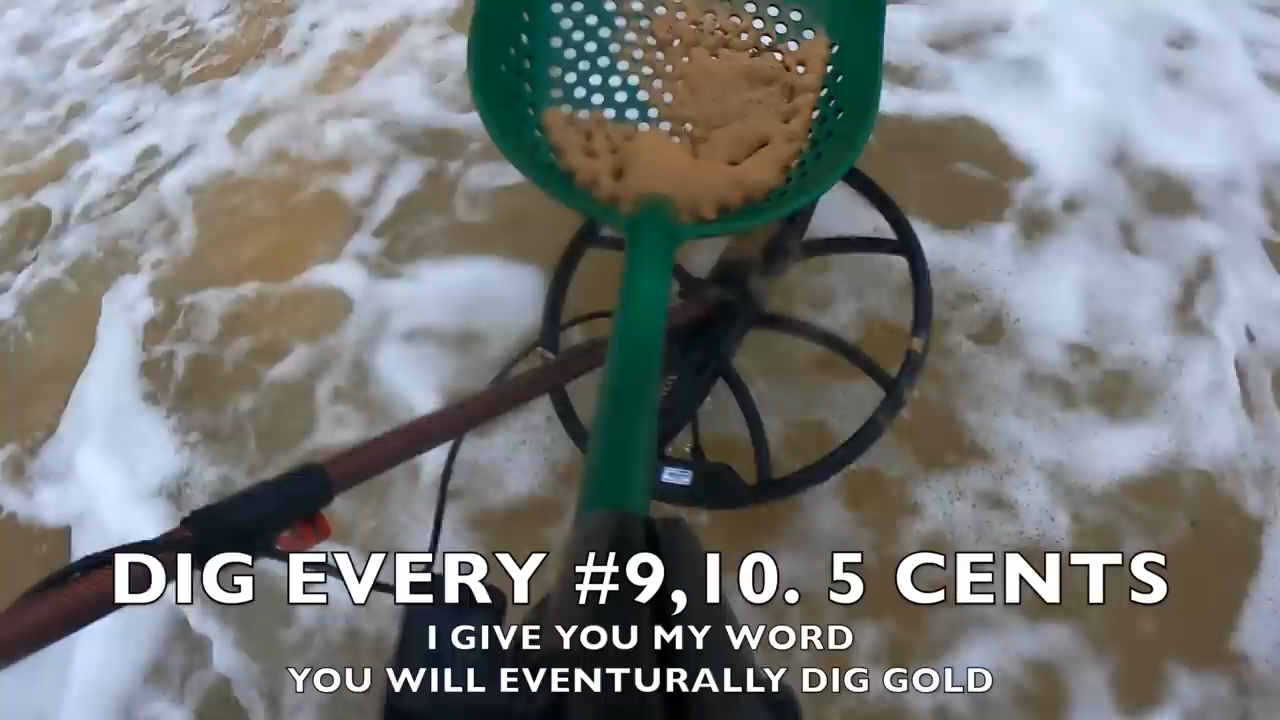 DIG EVERY #9,10. 5 CENTS
I GIVE YOU MY WORD
YOU WILL EVENTURALLY DIG GOLD